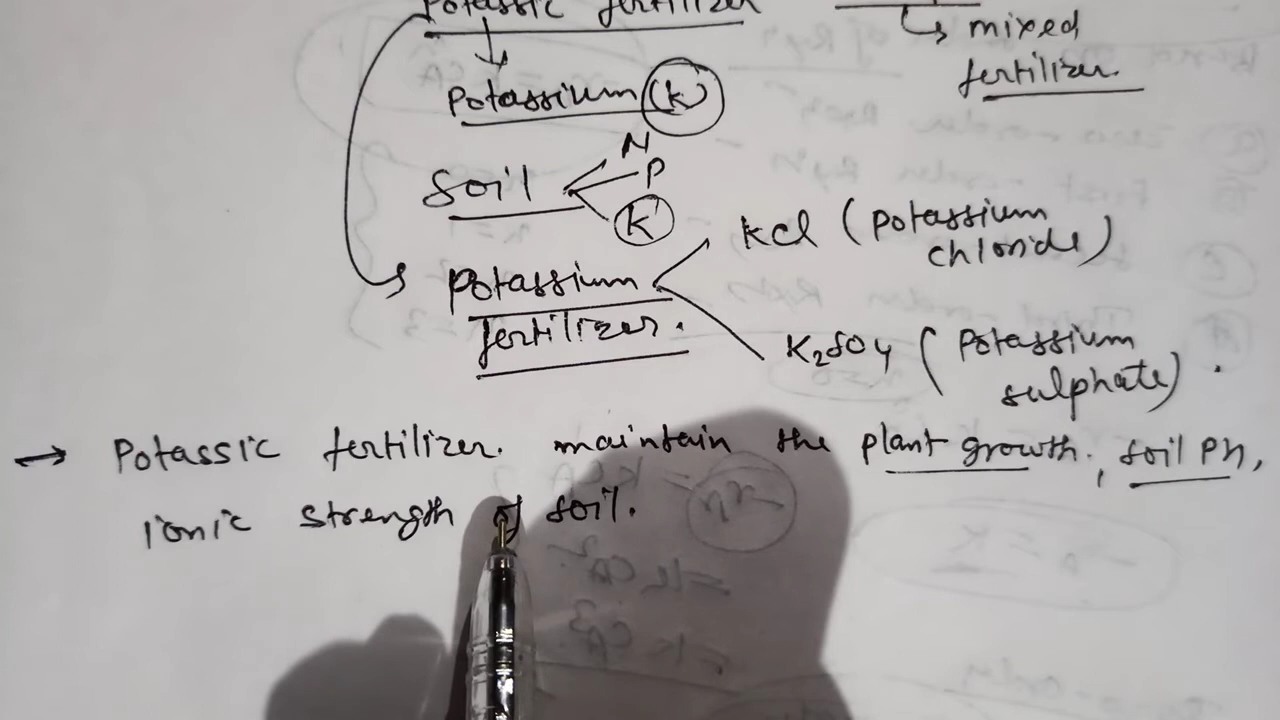 Potassic fertilizer
mixed
fertilizer.
Potassium (K)
Soil
N
P
K
Potassium
fertilizer.
KCl (Potassium
chloride)
K2SO4 (Potassium
sulphate).
→ Potassic fertilizer. maintain the plant growth., soil PH,
ionic strength of soil.